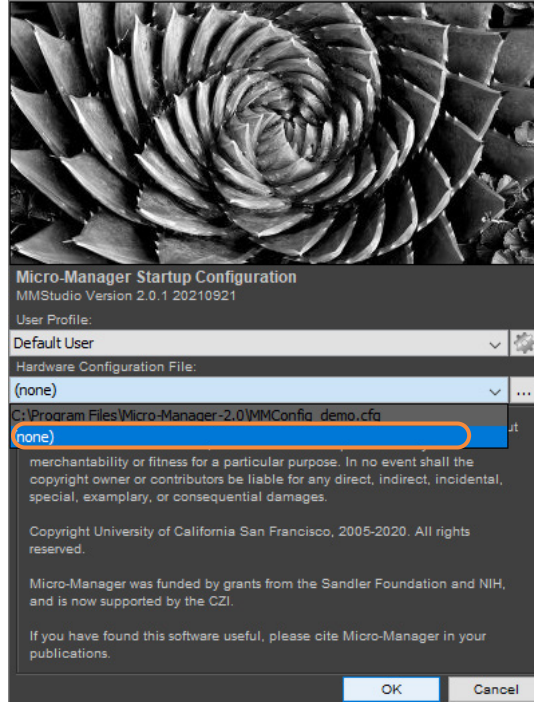 Micro-Manager Startup Configuration
MMStudio Version 2.0.1 20210921
User Profile:
Default User
Hardware Configuration File:
(none)
...
C:\Program Files\Micro-Manager-2.0\MMConfig_demo.cfg
(none)
merchantability or fitness for a particular purpose. In no event shall the
copyright owner or contributors be liable for any direct, indirect, incidental,
special, examplary, or consequential damages.
Copyright University of California San Francisco, 2005-2020. All rights
reserved.
Micro-Manager was funded by grants from the Sandler Foundation and NIH,
and is now supported by the CZI.
If you have found this software useful, please cite Micro-Manager in your
publications.
OK
Cancel